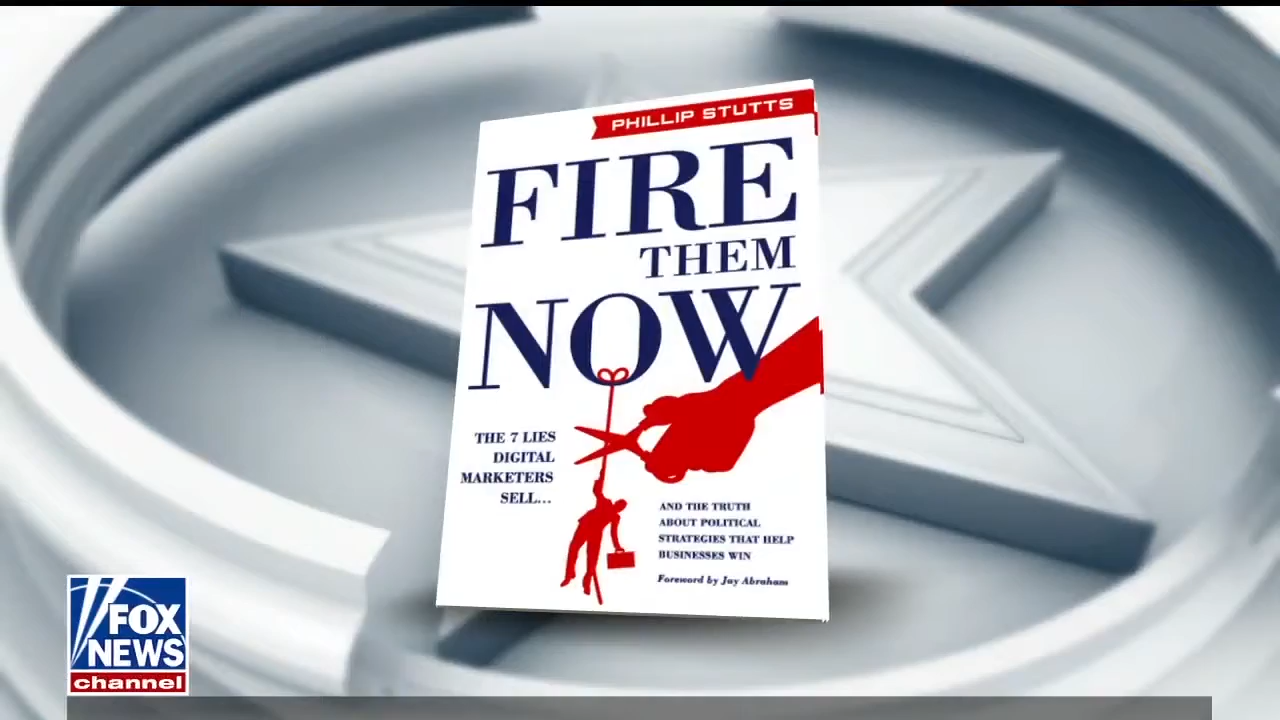 PHILLIP STUTTS
FIRE
THEM
NOW
THE 7 LIES
DIGITAL
MARKETERS
SELL...
AND THE TRUTH
ABOUT POLITICAL
STRATEGIES THAT HELP
BUSINESSES WIN
Foreword by Jay Abraham
FOX
NEWS
channel